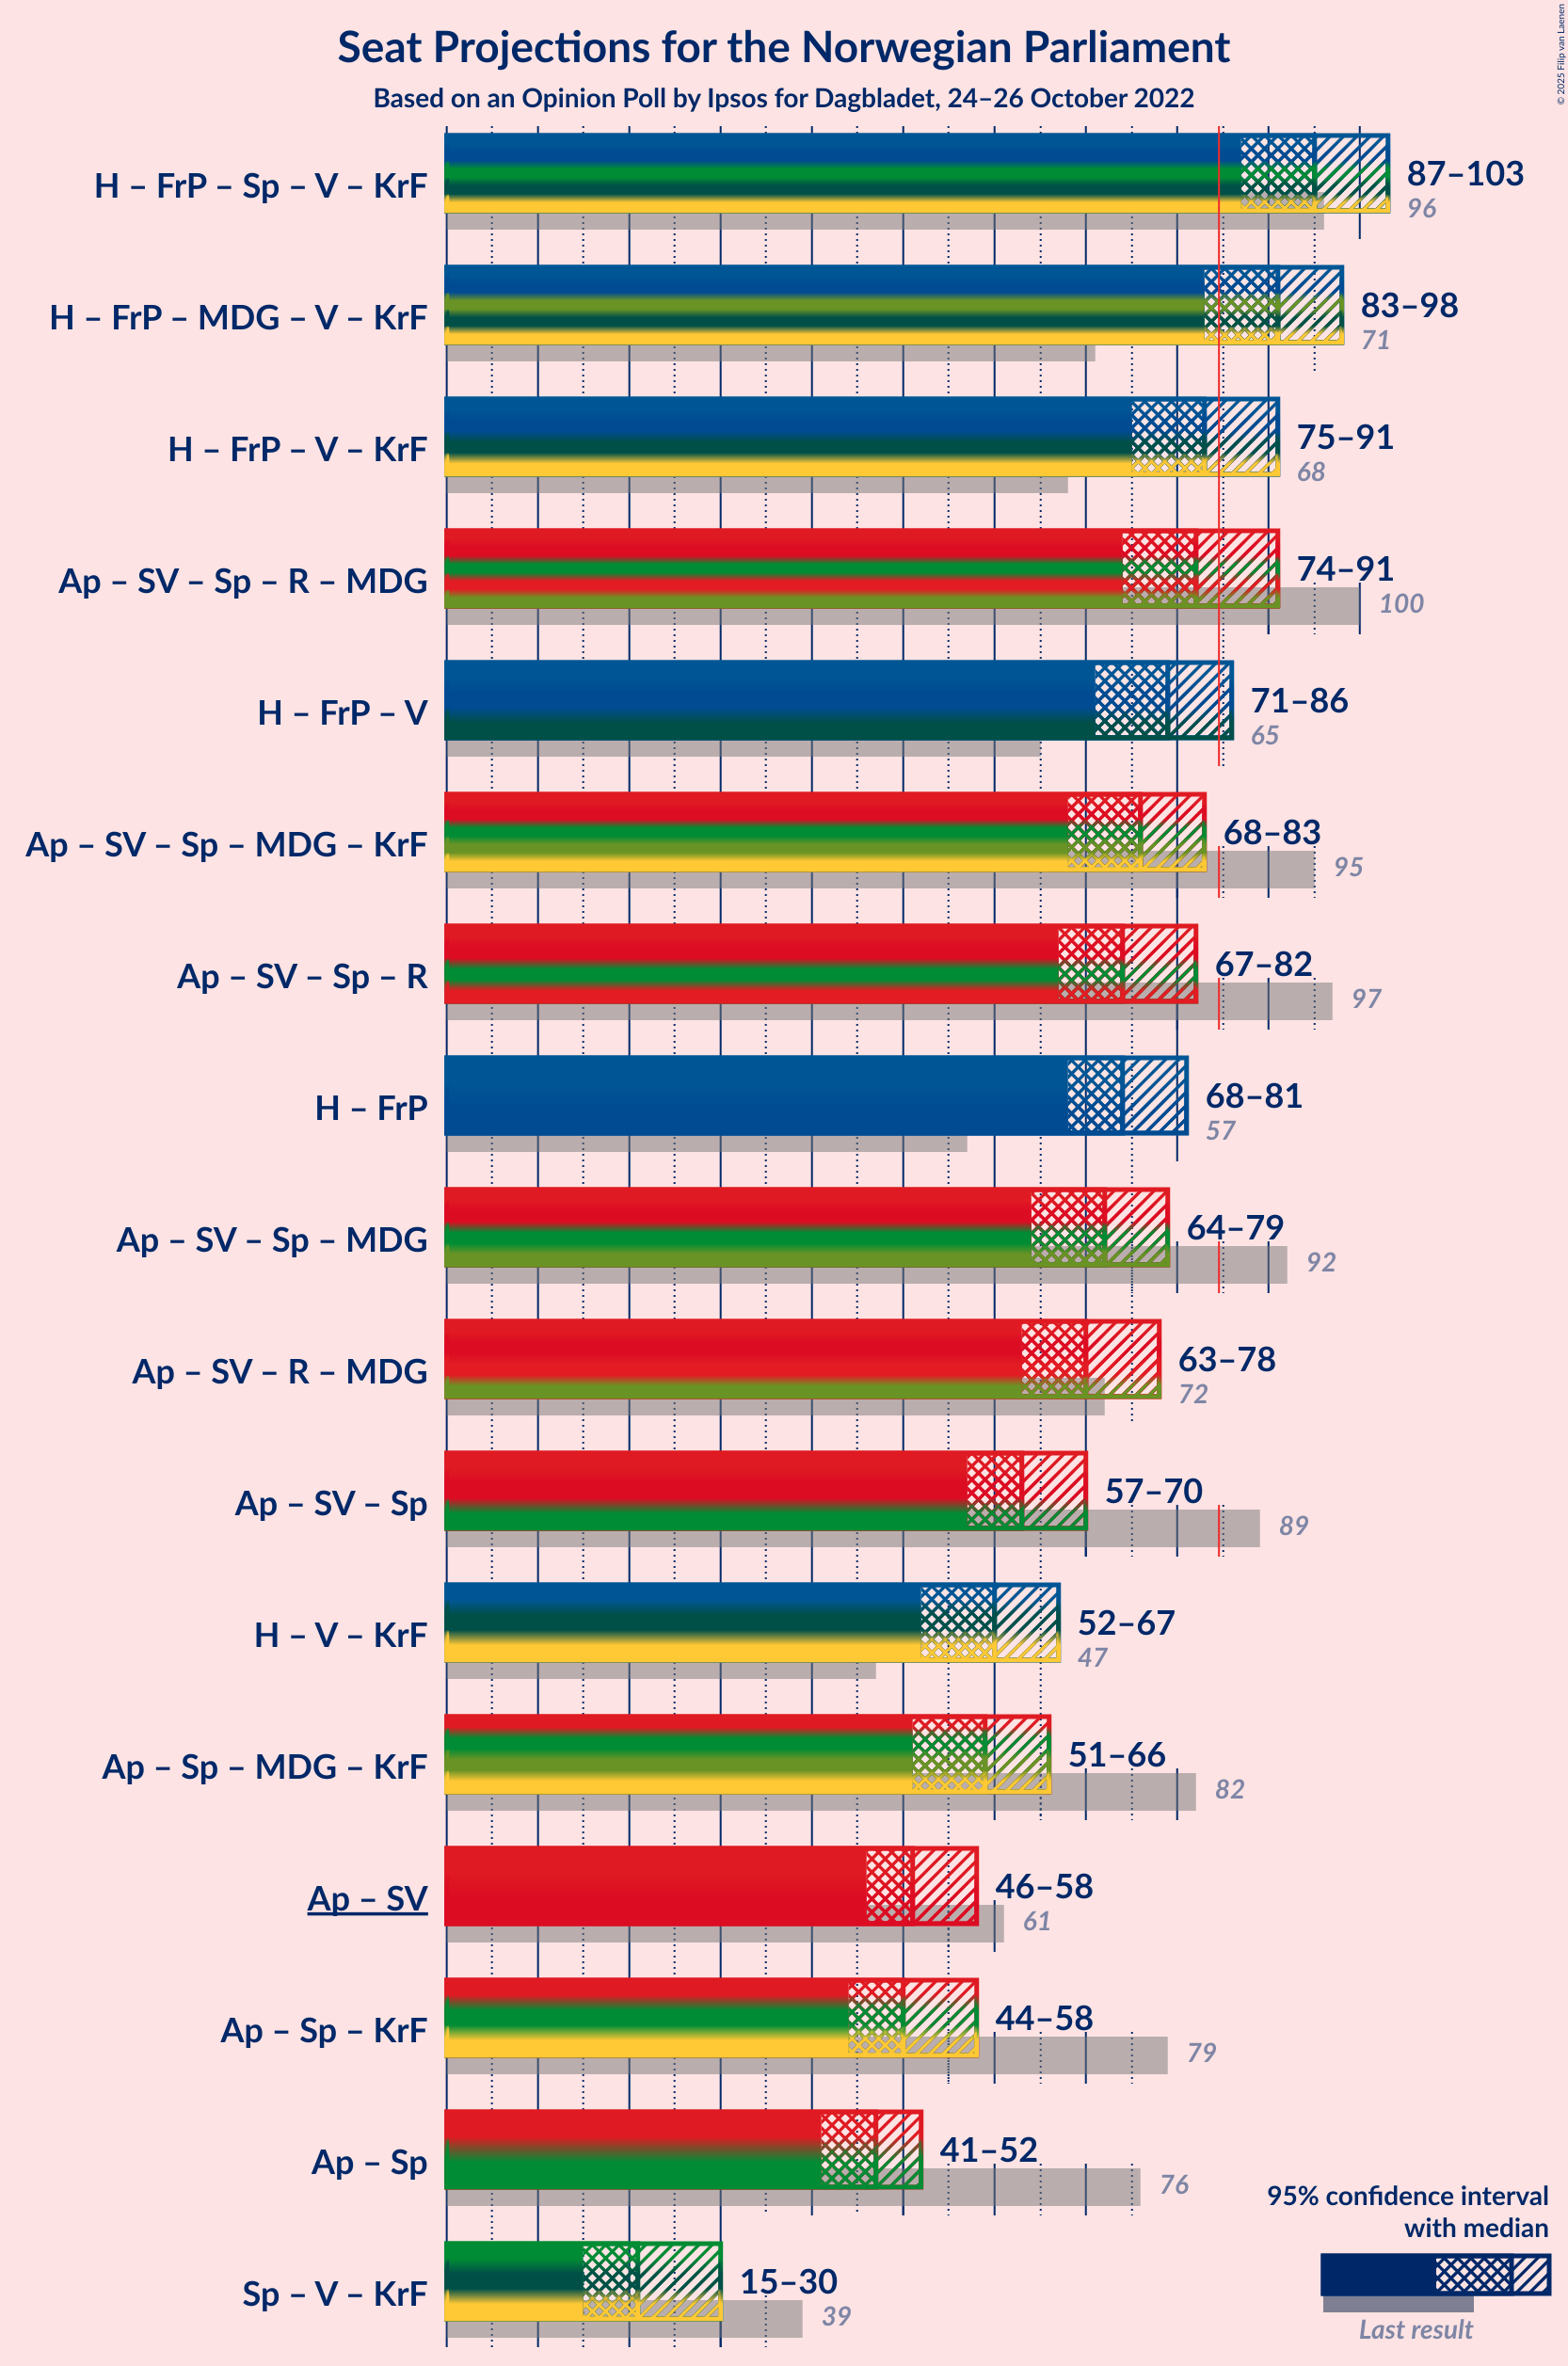 Seat Projections for the Norwegian Parliament
Based on an Opinion Poll by Ipsos for Dagbladet, 24–26 October 2022
© 2025 Filip van Laenen
H – FrP – Sp – V – KrF
87–103
96
H – FrP – MDG – V – KrF
83–98
71
H – FrP – V – KrF
75–91
68
Ap – SV – Sp – R – MDG
74–91
100
H – FrP – V
71–86
65
Ap – SV – Sp – MDG – KrF
68–83
95
Ap – SV – Sp – R
67–82
97
H – FrP
68–81
57
Ap – SV – Sp – MDG
64–79
92
Ap – SV – R – MDG
63–78
72
Ap – SV – Sp
57–70
89
H – V – KrF
52–67
47
Ap – Sp – MDG – KrF
51–66
82
Ap – SV
46–58
61
Ap – Sp – KrF
44–58
79
Ap – Sp
41–52
76
Sp – V – KrF
15–30
39
95% confidence interval
with median
Last result